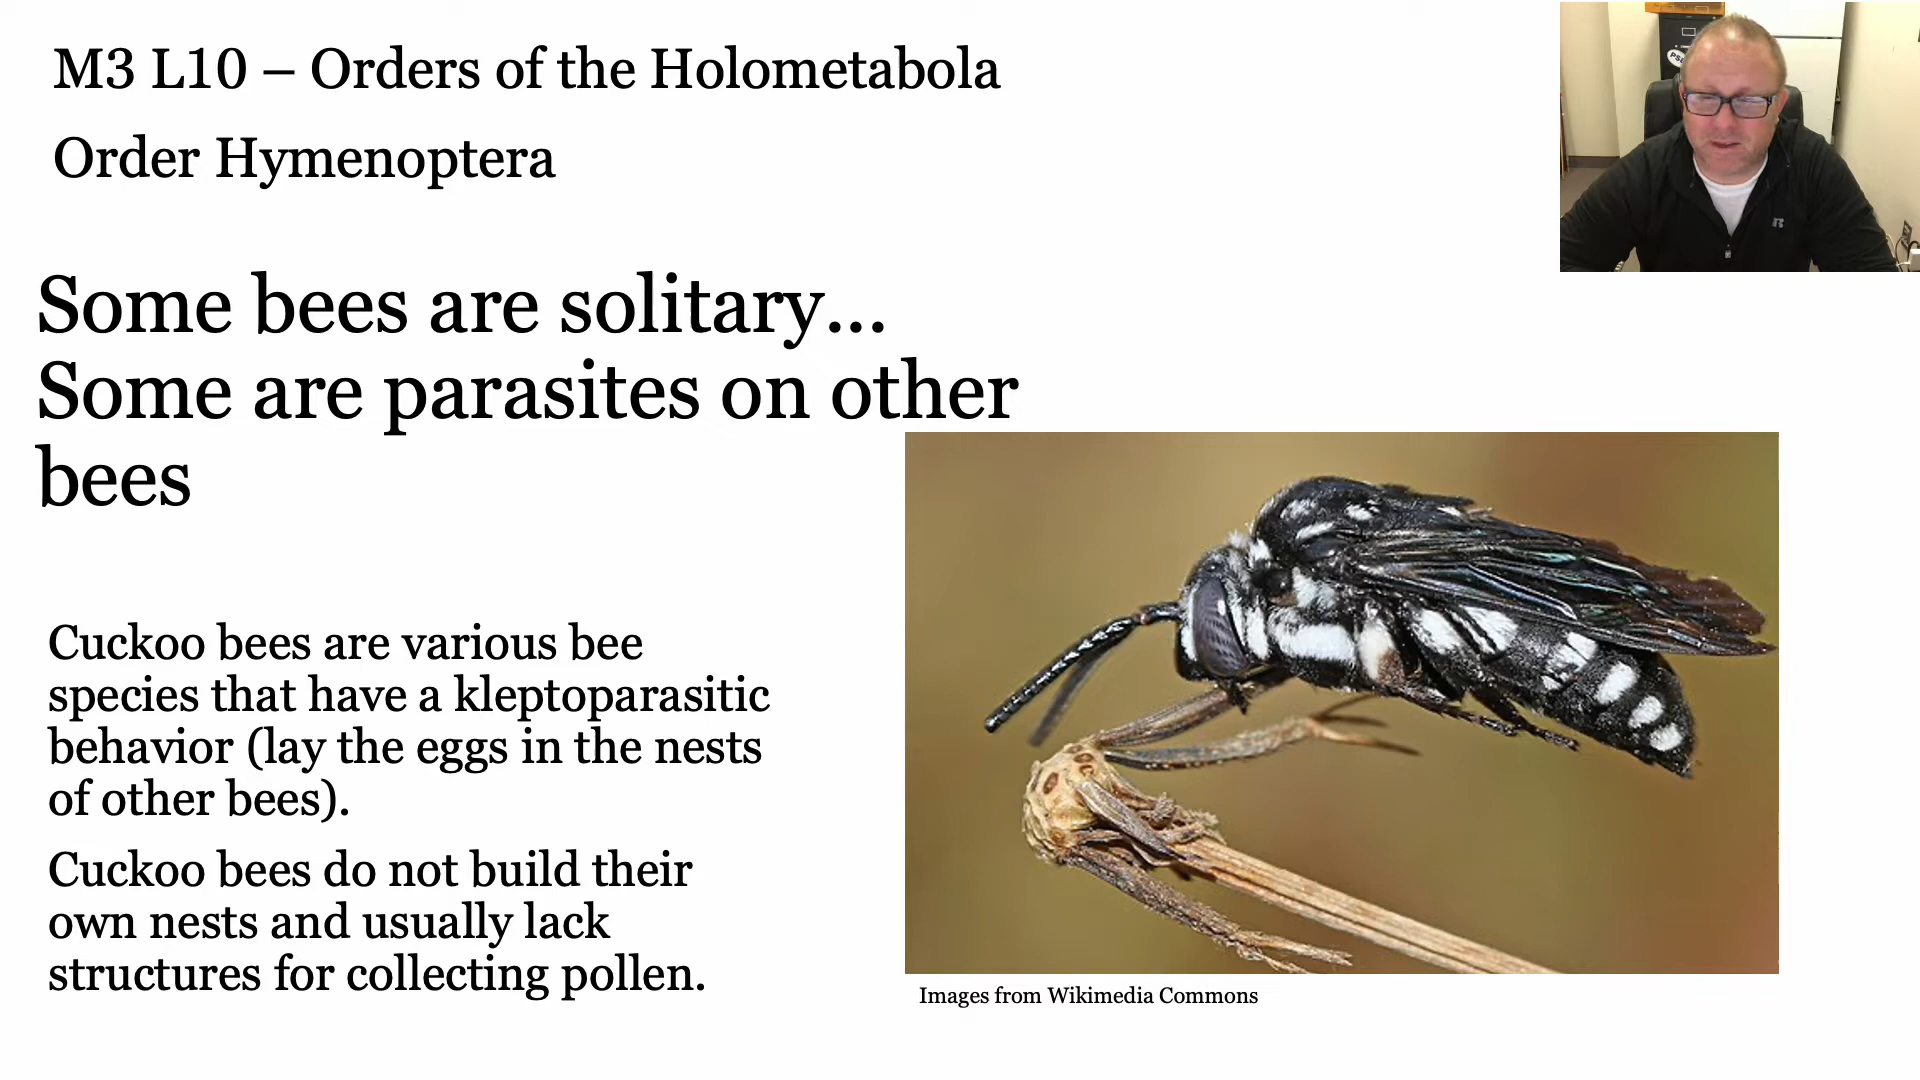 M3 L10 – Orders of the Holometabola
Order Hymenoptera
Some bees are solitary...
Some are parasites on other
bees
Cuckoo bees are various bee
species that have a kleptoparasitic
behavior (lay the eggs in the nests
of other bees).
Cuckoo bees do not build their
own nests and usually lack
structures for collecting pollen.
Images from Wikimedia Commons